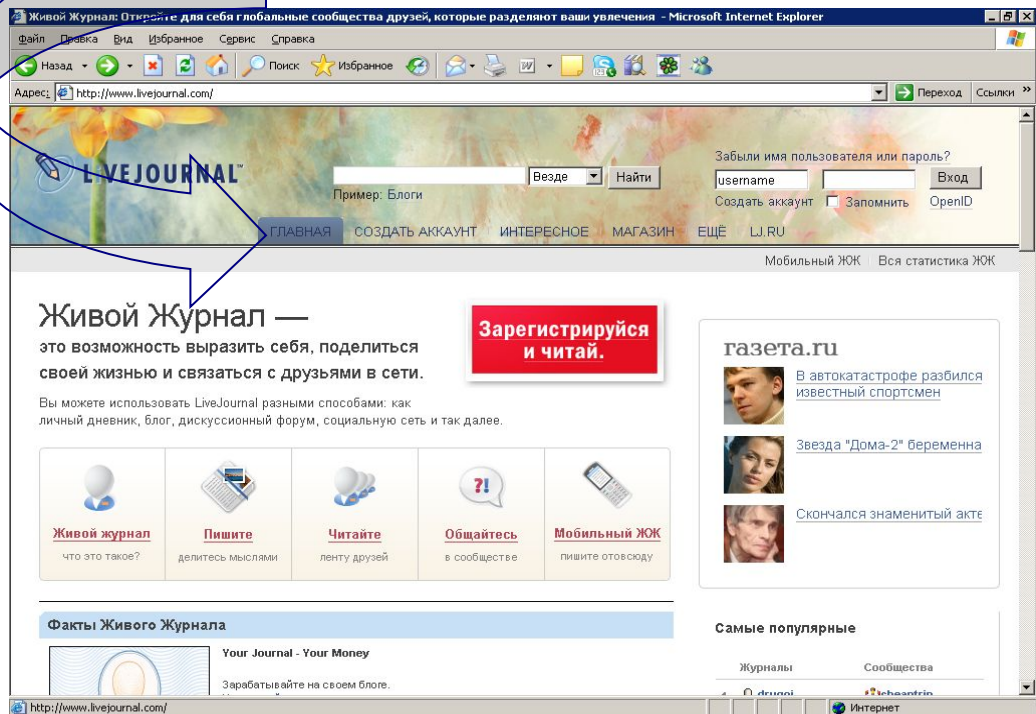 Живой Журнал: Откройте для себя глобальные сообщества друзей, которые разделяют ваши увлечения - Microsoft Internet Explorer
Файл Правка Вид Избранное Сервис Справка
Назад Поиск Избранное
Адрес: http://www.livejournal.com/ Переход Ссылки »
Забыли имя пользователя или пароль?
LIVEJOURNAL™ Везде Найти username Вход
Пример: Блоги Создать аккаунт Запомнить OpenID
ГЛАВНАЯ СОЗДАТЬ АККАУНТ ИНТЕРЕСНОЕ МАГАЗИН ЕЩЁ LJ.RU
Мобильный ЖЖ Вся статистика ЖЖ
Живой Журнал —
это возможность выразить себя, поделиться
своей жизнью и связаться с друзьями в сети.
Вы можете использовать LiveJournal разными способами: как
личный дневник, блог, дискуссионный форум, социальную сеть и так далее.
Зарегистрируйся
и читай.
газета.ru
В автокатастрофе разбился
известный спортсмен
Звезда "Дома-2" беременна
Скончался знаменитый акте
?!
Живой журнал Пишите Читайте Общайтесь Мобильный ЖЖ
что это такое? делитесь мыслями ленту друзей в сообществе пишите отовсюду
Факты Живого Журнала
Your Journal - Your Money
Зарабатывайте на своем блоге.
Самые популярные
Журналы Сообщества
drugoi cheaptrip
http://www.livejournal.com/ Интернет